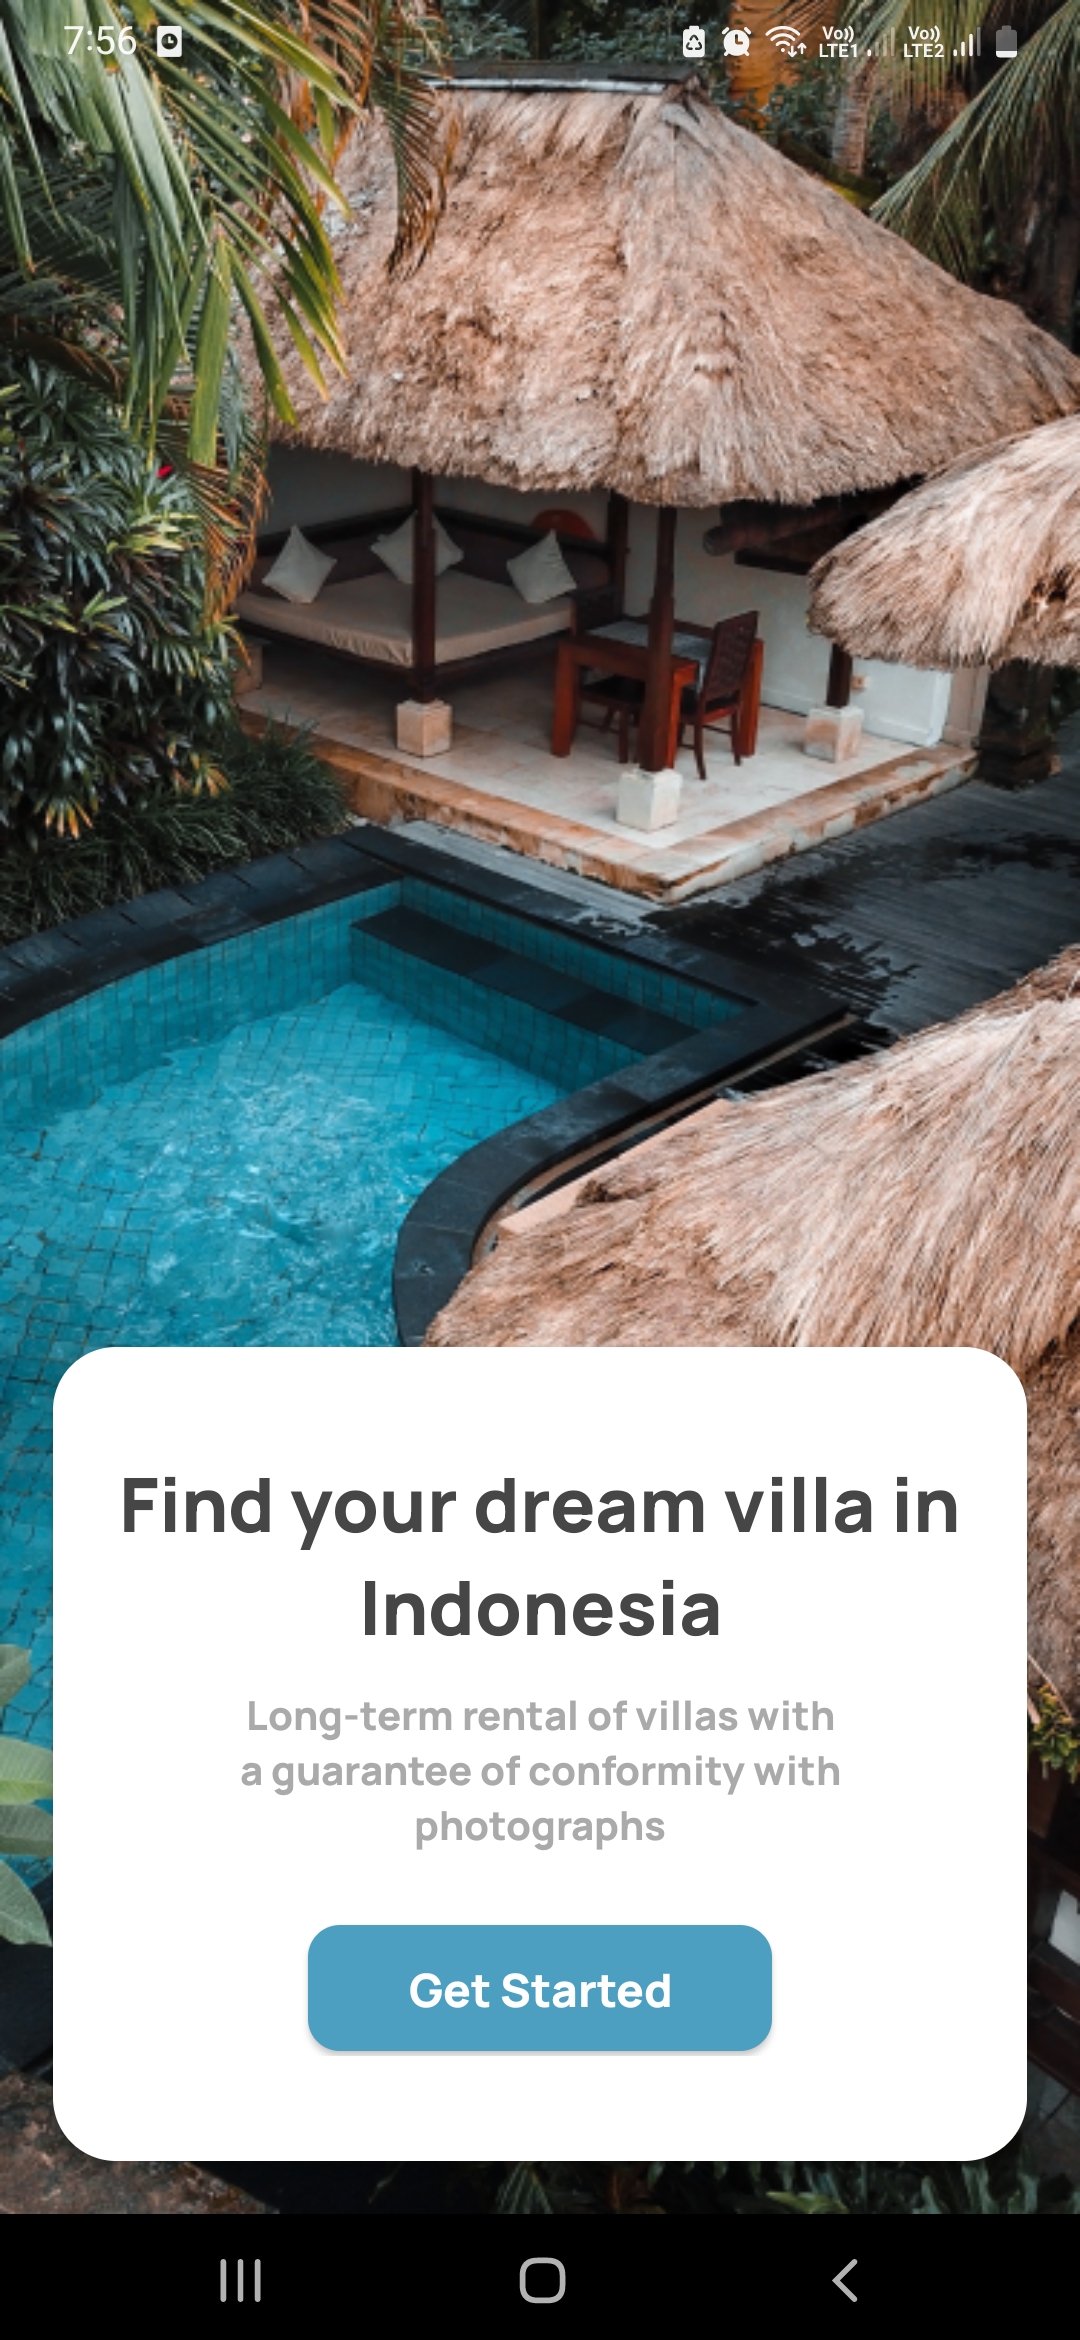 7:56
Vo)) LTE1 Vo)) LTE2
Find your dream villa in
Indonesia
Long-term rental of villas with
a guarantee of conformity with
photographs
Get Started